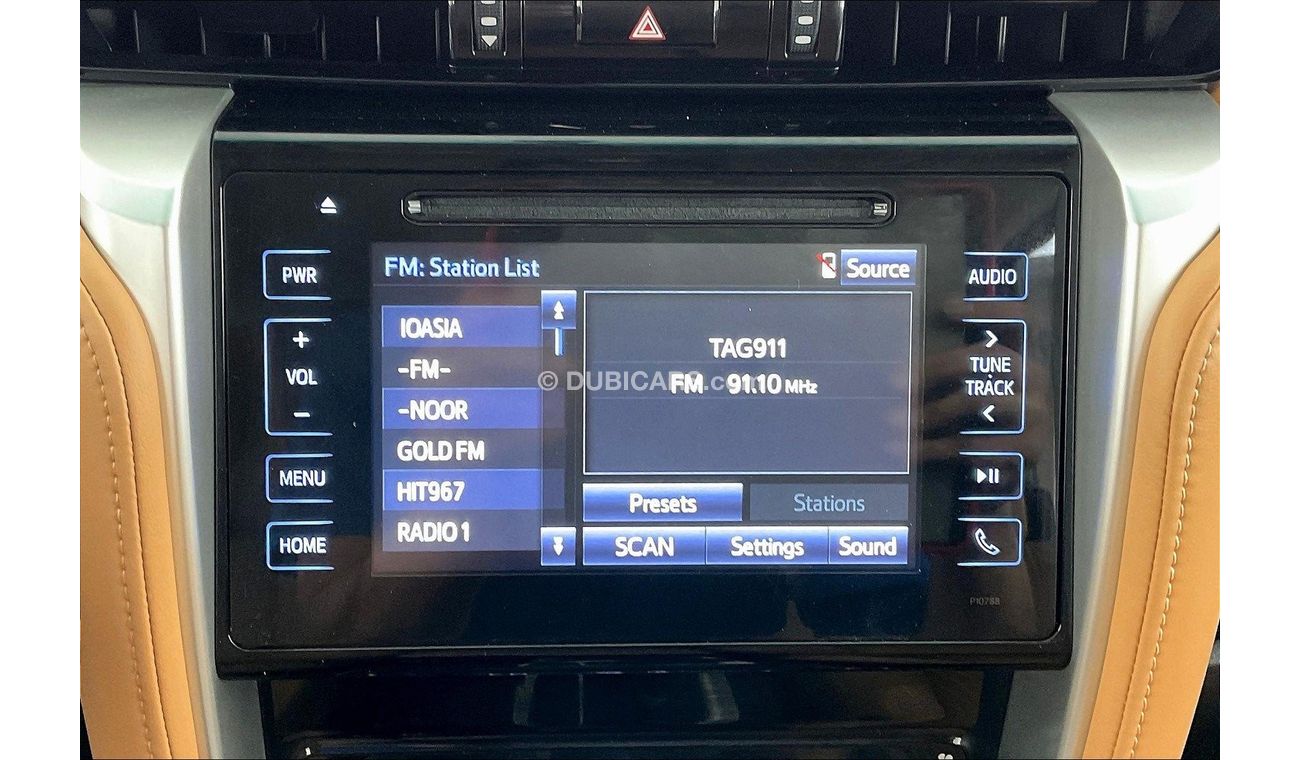 PWR
+
VOL
-
MENU
HOME
FM: Station List
Source
IOASIA
-FM-
-NOOR
GOLD FM
HIT967
RADIO 1
TAG911
FM 91.10 MHz
© DUBICARS.com
Presets
Stations
SCAN
Settings
Sound
AUDIO
>
TUNE
TRACK
<
P10788